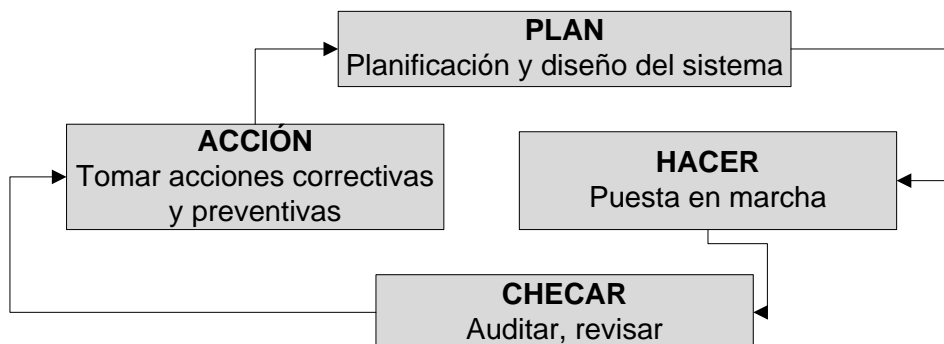 PLAN
Planificación y diseño del sistema
ACCIÓN
Tomar acciones correctivas
y preventivas
HACER
Puesta en marcha
CHECAR
Auditar, revisar